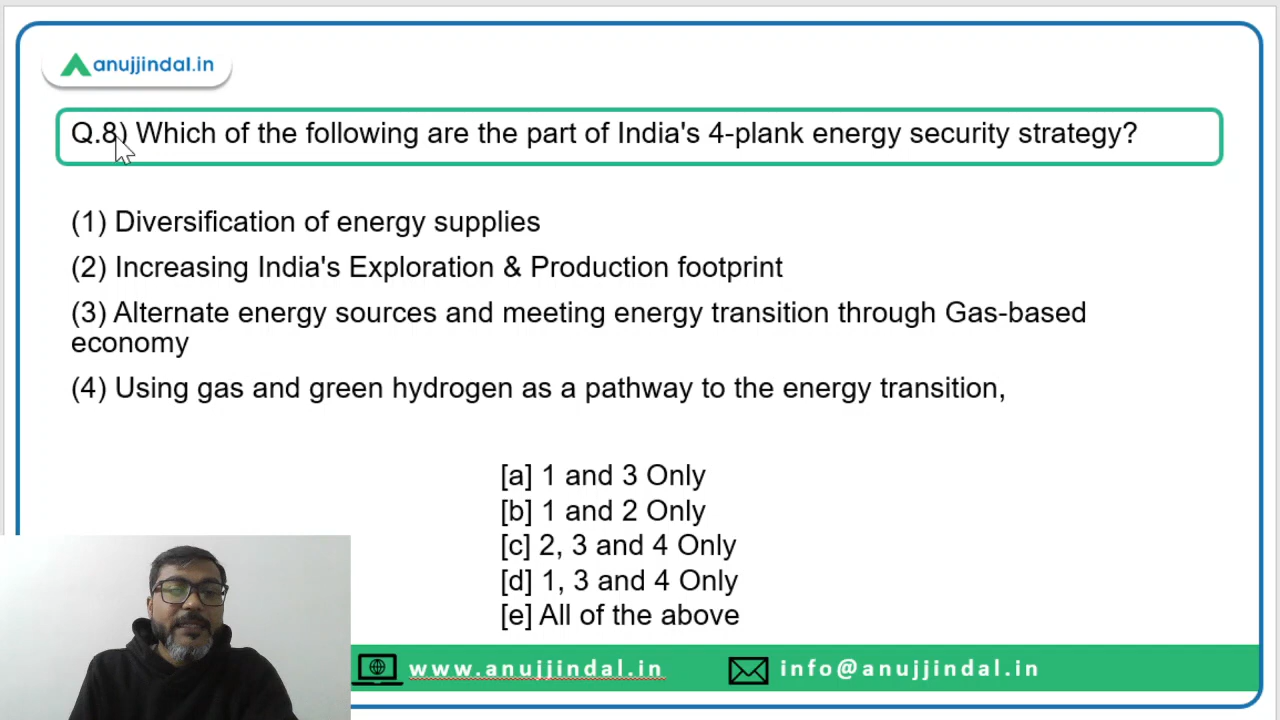 anujjindal.in
Q.8) Which of the following are the part of India's 4-plank energy security strategy?
(1) Diversification of energy supplies
(2) Increasing India's Exploration & Production footprint
(3) Alternate energy sources and meeting energy transition through Gas-based
economy
(4) Using gas and green hydrogen as a pathway to the energy transition,
[a] 1 and 3 Only
[b] 1 and 2 Only
[c] 2, 3 and 4 Only
[d] 1, 3 and 4 Only
[e] All of the above
www.anujjindal.in info@anujjindal.in